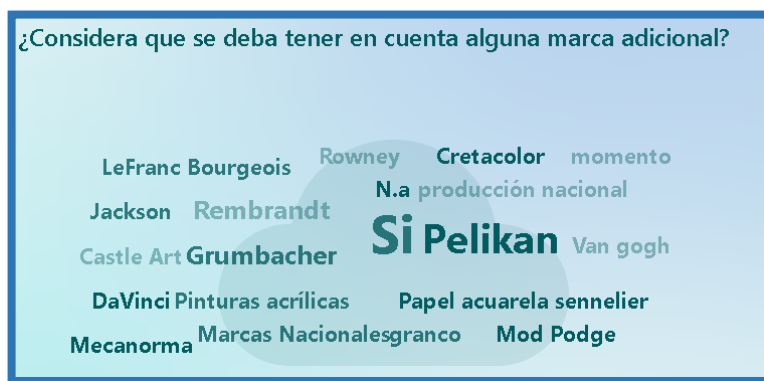 ¿Considera que se deba tener en cuenta alguna marca adicional?
LeFranc Bourgeois Rowney Cretacolor momento
N.a producción nacional
Jackson Rembrandt
Si Pelikan Van gogh
Castle Art Grumbacher
DaVinci Pinturas acrílicas Papel acuarela sennelier
Mecanorma Marcas Nacionalesgranco Mod Podge